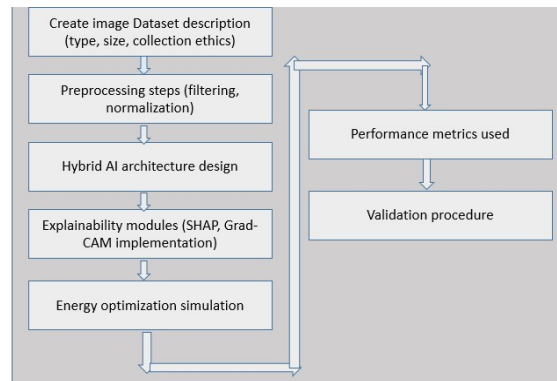 Create image Dataset description
(type, size, collection ethics)
Preprocessing steps (filtering,
normalization)
Hybrid AI architecture design
Explainability modules (SHAP, Grad-
CAM implementation)
Energy optimization simulation
Performance metrics used
Validation procedure